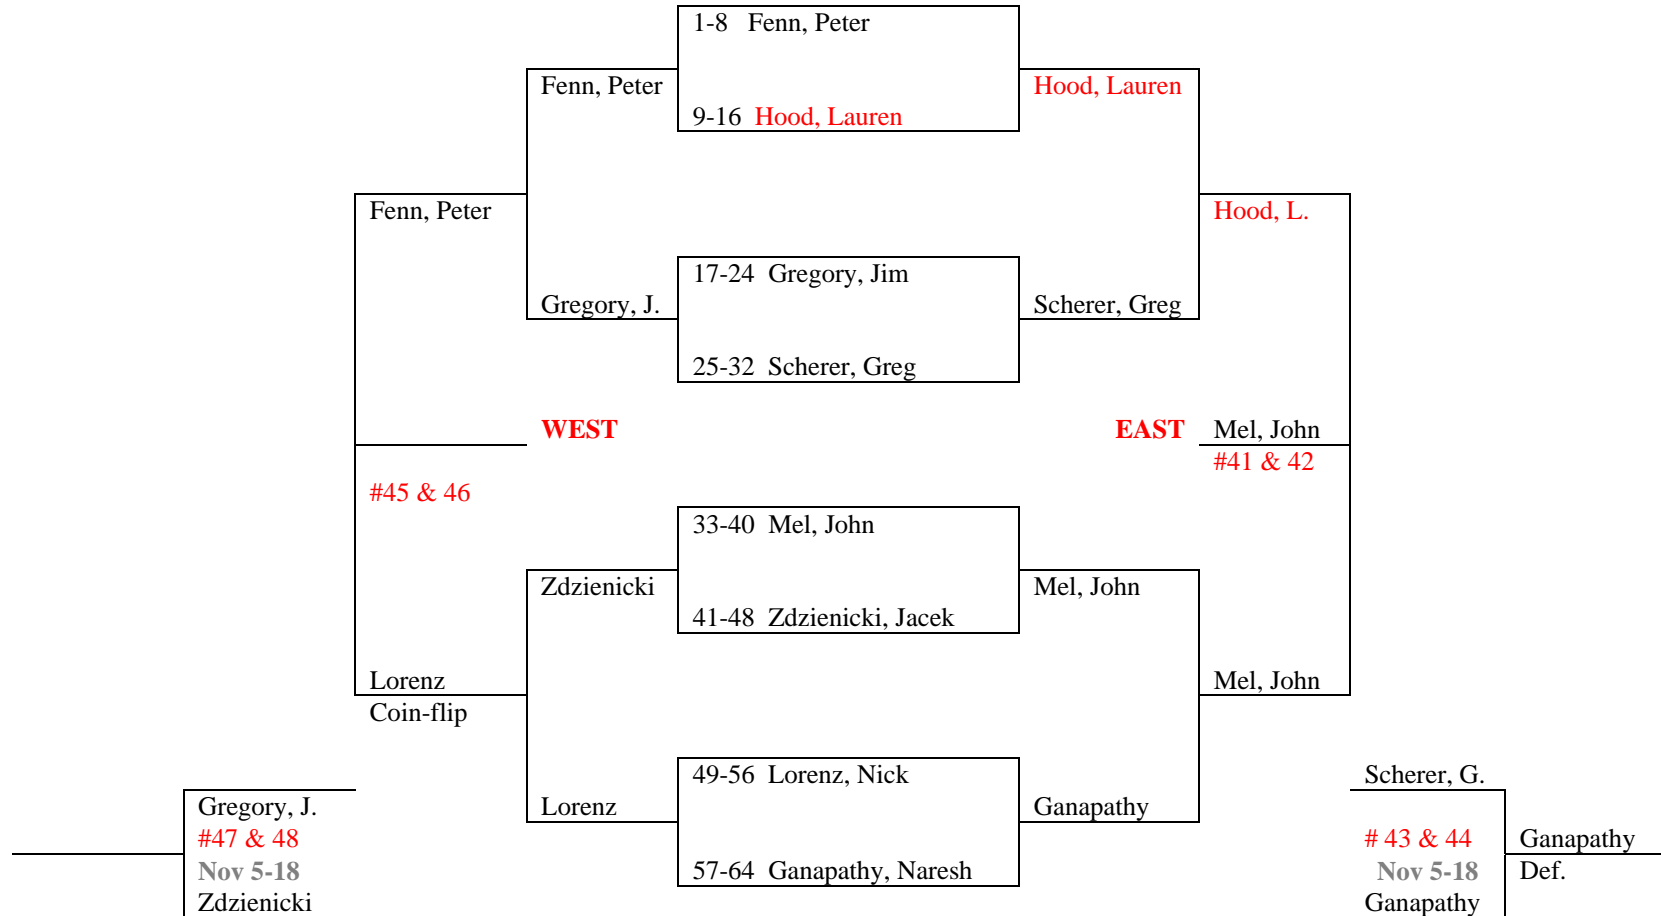 1-8 Fenn, Peter
Fenn, Peter
Hood, Lauren
9-16 Hood, Lauren
Fenn, Peter
Hood, L.
17-24 Gregory, Jim
Gregory, J.
Scherer, Greg
25-32 Scherer, Greg
WEST
EAST
Mel, John
#41 & 42
#45 & 46
33-40 Mel, John
Zdzienicki
Mel, John
41-48 Zdzienicki, Jacek
Lorenz
Mel, John
Coin-flip
49-56 Lorenz, Nick
Scherer, G.
Gregory, J.
Lorenz
Ganapathy
#47 & 48
# 43 & 44
Ganapathy
Nov 5-18
57-64 Ganapathy, Naresh
Nov 5-18
Def.
Zdzienicki
Ganapathy